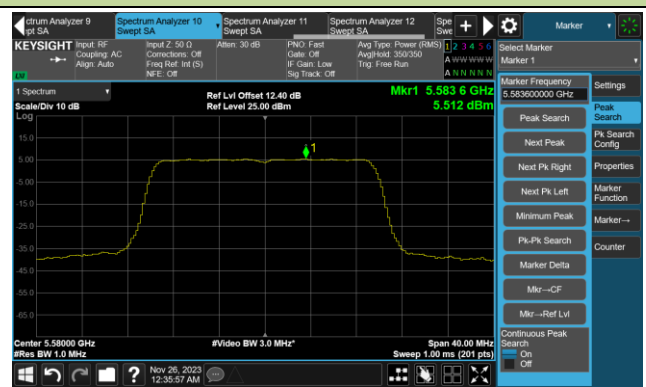 ctrum Analyzer 9
ept SA
Spectrum Analyzer 10
Swept SA
Spectrum Analyzer 11
Swept SA
Spectrum Analyzer 12
Swept SA
Spe
Swe
Marker
KEYSIGHT
Input: RF
Coupling: AC
Align: Auto
Input Z: 50 Ω
Corrections: Off
Freq Ref: Int (S)
NFE: Off
Atten: 30 dB
PNO: Fast
Gate: Off
IF Gain: Low
Sig Track: Off
Avg Type: Power (RMS)
Avg|Hold: 350/350
Trig: Free Run
1 2 3 4 5 6
A W W W W W
A N N N N N
Select Marker
Marker 1
1 Spectrum
Scale/Div 10 dB
Log
Ref Lvl Offset 12.40 dB
Ref Level 25.00 dBm
Mkr1 5.583 6 GHz
5.512 dBm
15.0
5.00
-5.00
-15.0
-25.0
-35.0
-45.0
-55.0
-65.0
1
Center 5.58000 GHz
#Res BW 1.0 MHz
#Video BW 3.0 MHz*
Span 40.00 MHz
Sweep 1.00 ms (201 pts)
Marker Frequency
5.583600000 GHz
Peak Search
Next Peak
Next Pk Right
Next Pk Left
Minimum Peak
Pk-Pk Search
Marker Delta
Mkr→CF
Mkr→Ref Lvl
Continuous Peak
Search
On
Off
Settings
Peak
Search
Pk Search
Config
Properties
Marker
Function
Marker→
Counter
?
Nov 26, 2023
12:35:57 AM